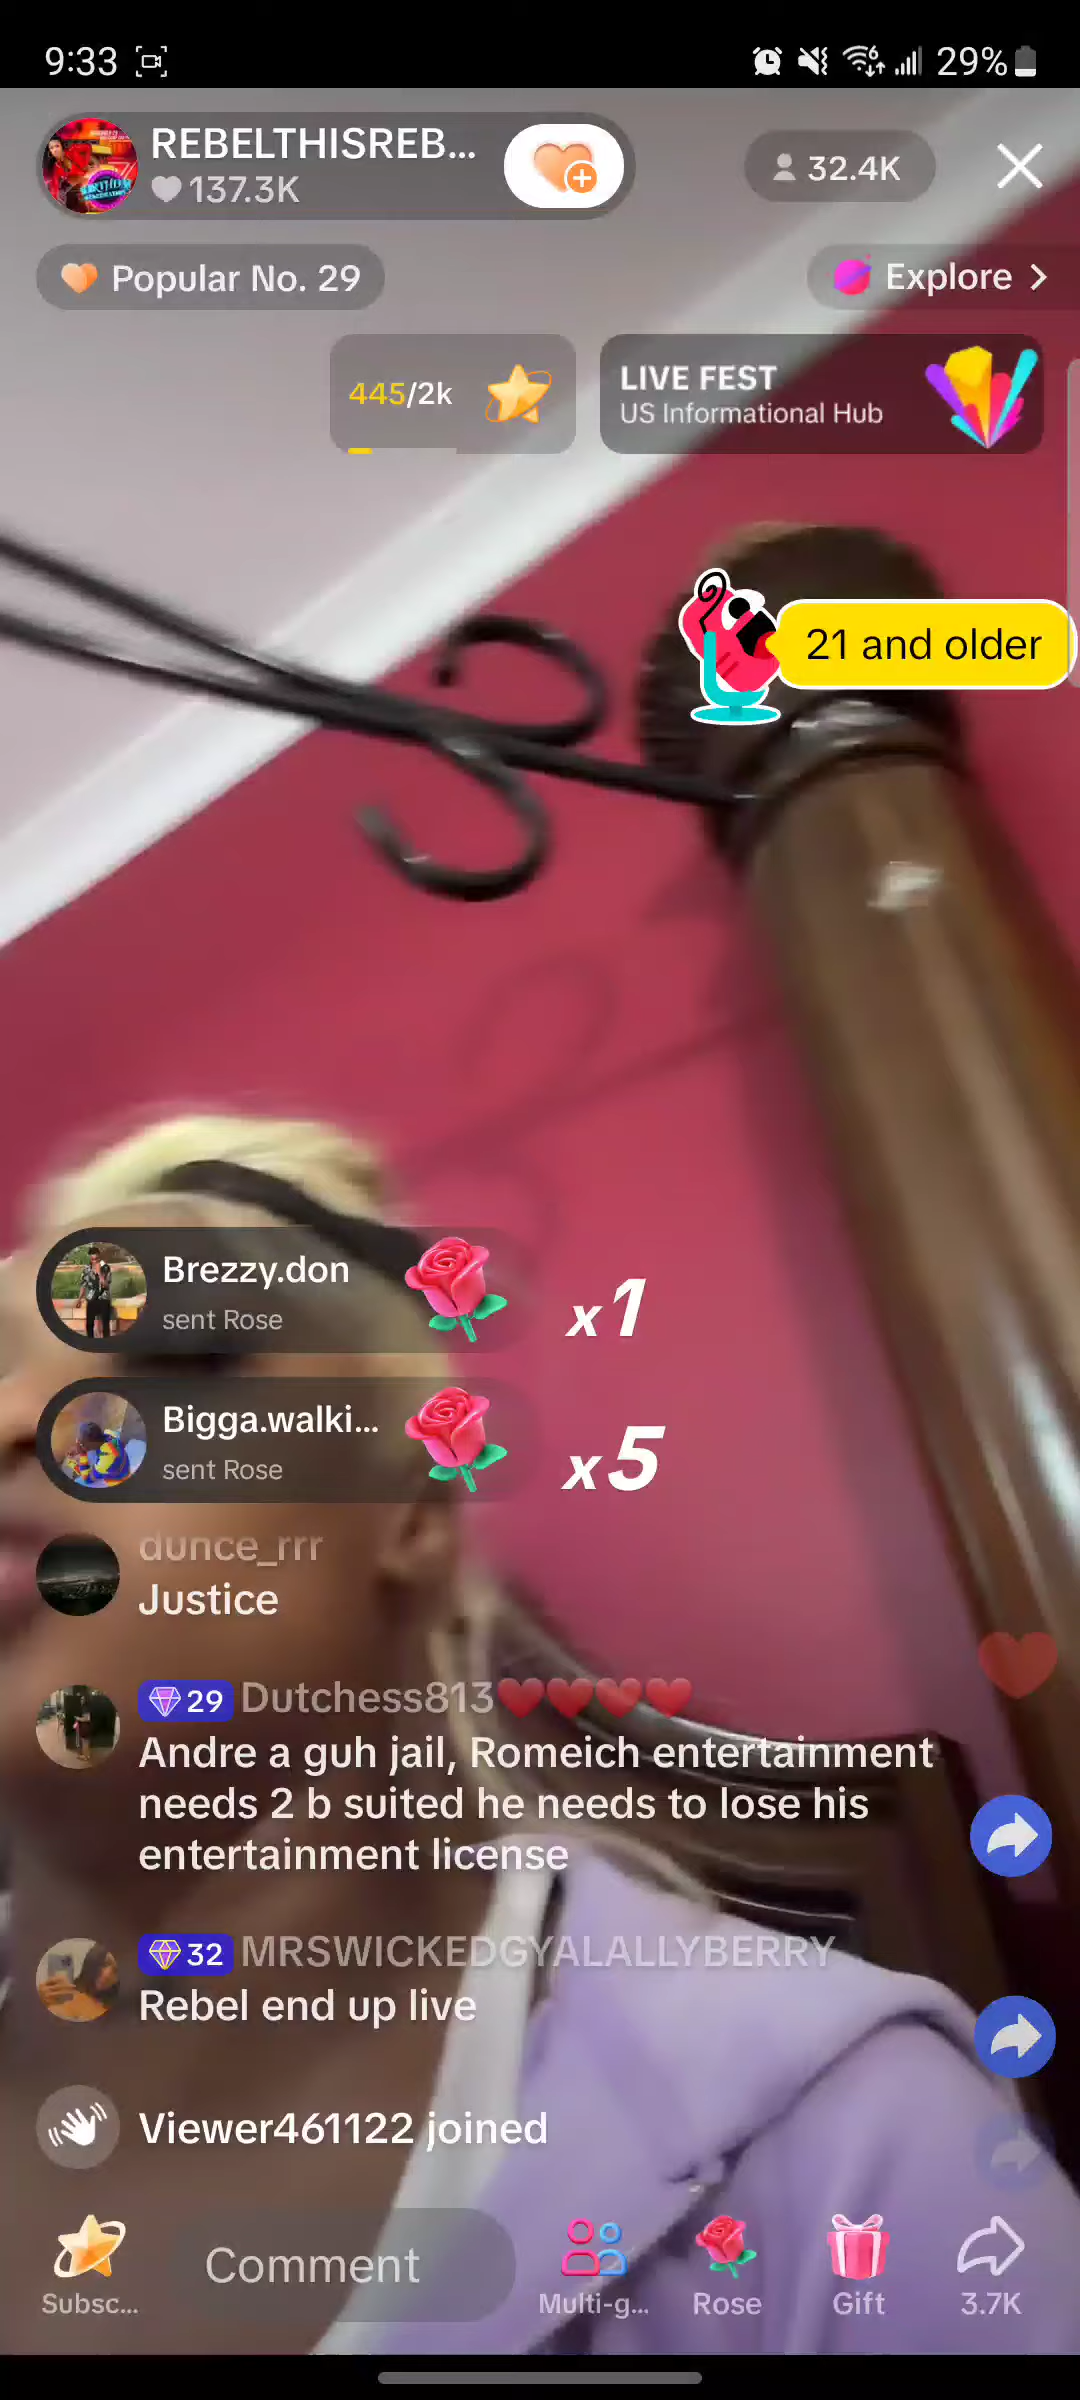 9:33
29%
REBELTHISREB...
137.3K
32.4K
Popular No. 29
Explore
445/2k
LIVE FEST
US Informational Hub
21 and older
Brezzy.don
sent Rose
x1
Bigga.walki...
sent Rose
x5
dunce_rrr
Justice
29 Dutchess813❤️❤️❤️❤️
Andre a guh jail, Romeich entertainment
needs 2 b suited he needs to lose his
entertainment license
32 MRSWICKEDGYALALLYBERRY
Rebel end up live
Viewer461122 joined
Subsc...
Comment
Multi-g...
Rose
Gift
3.7K